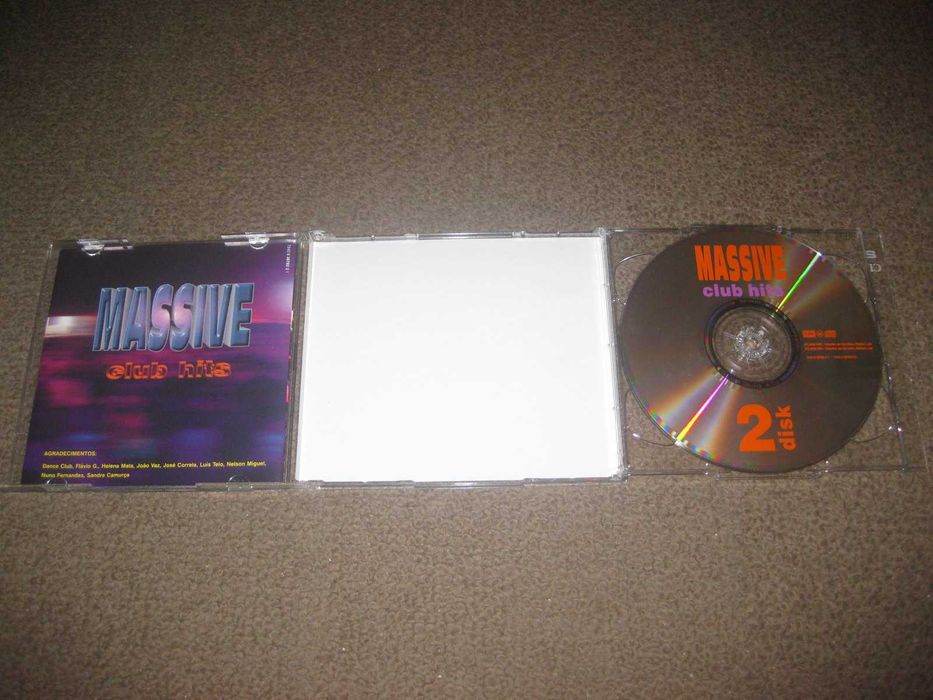 MASSIVE
club hits
AGRADECIMENTOS:
Dance Club, Flávio G., Helena Mata, João Vaz, José Correia, Luis Telo, Nelson Miguel,
Nuno Fernandes, Sandra Camurça
MASSIVE
club hits
2
disk